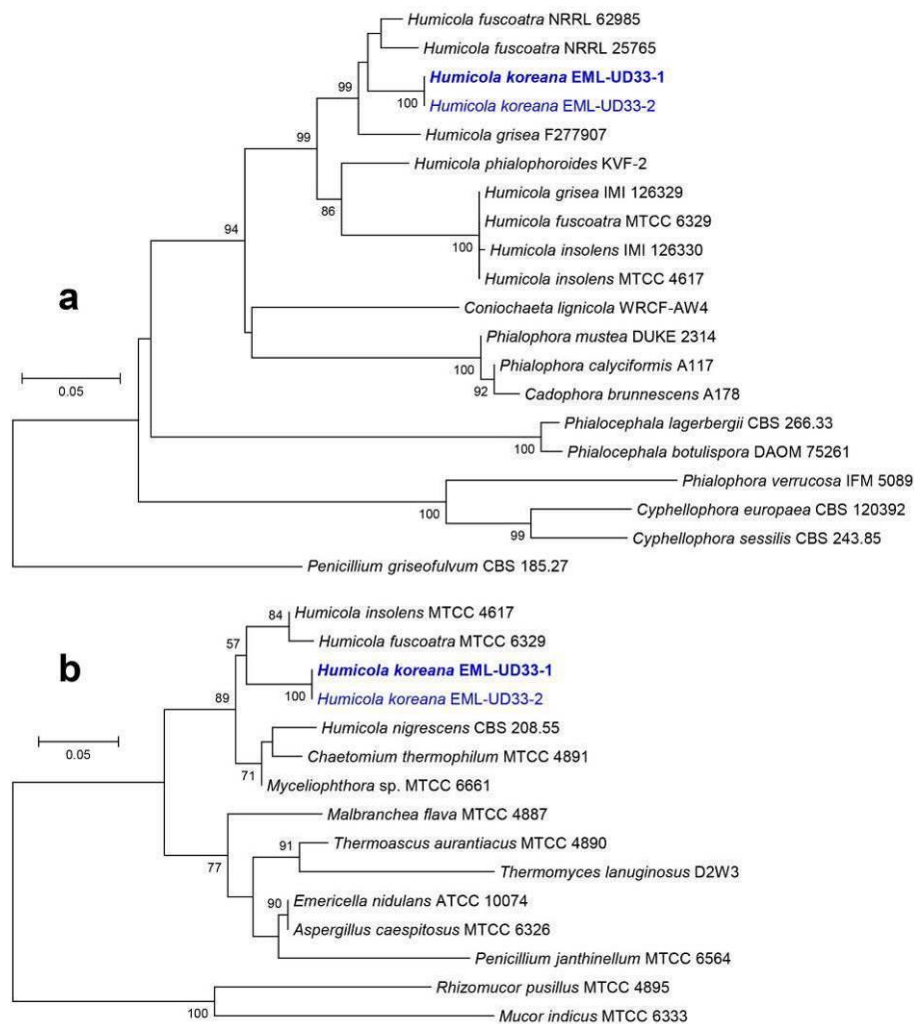 Humicola fuscoatra NRRL 62985
Humicola fuscoatra NRRL 25765
99
Humicola koreana EML-UD33-1
100
Humicola koreana EML-UD33-2
99
Humicola grisea F277907
Humicola phialophoroides KVF-2
86
Humicola grisea IMI 126329
94
Humicola fuscoatra MTCC 6329
100
Humicola insolens IMI 126330
Humicola insolens MTCC 4617
a
Coniochaeta lignicola WRCF-AW4
Phialophora mustea DUKE 2314
100
Phialophora calyciformis A117
0.05
92
Cadophora brunnescens A178
Phialocephala lagerbergii CBS 266.33
100
Phialocephala botulispora DAOM 75261
Phialophora verrucosa IFM 5089
100
Cyphellophora europaea CBS 120392
99
Cyphellophora sessilis CBS 243.85
Penicillium griseofulvum CBS 185.27
84
Humicola insolens MTCC 4617
57
Humicola fuscoatra MTCC 6329
b
Humicola koreana EML-UD33-1
89
100
Humicola koreana EML-UD33-2
Humicola nigrescens CBS 208.55
0.05
Chaetomium thermophilum MTCC 4891
71
Myceliophthora sp. MTCC 6661
Malbranchea flava MTCC 4887
91
Thermoascus aurantiacus MTCC 4890
77
Thermomyces lanuginosus D2W3
90
Emericella nidulans ATCC 10074
Aspergillus caespitosus MTCC 6326
Penicillium janthinellum MTCC 6564
Rhizomucor pusillus MTCC 4895
100
Mucor indicus MTCC 6333